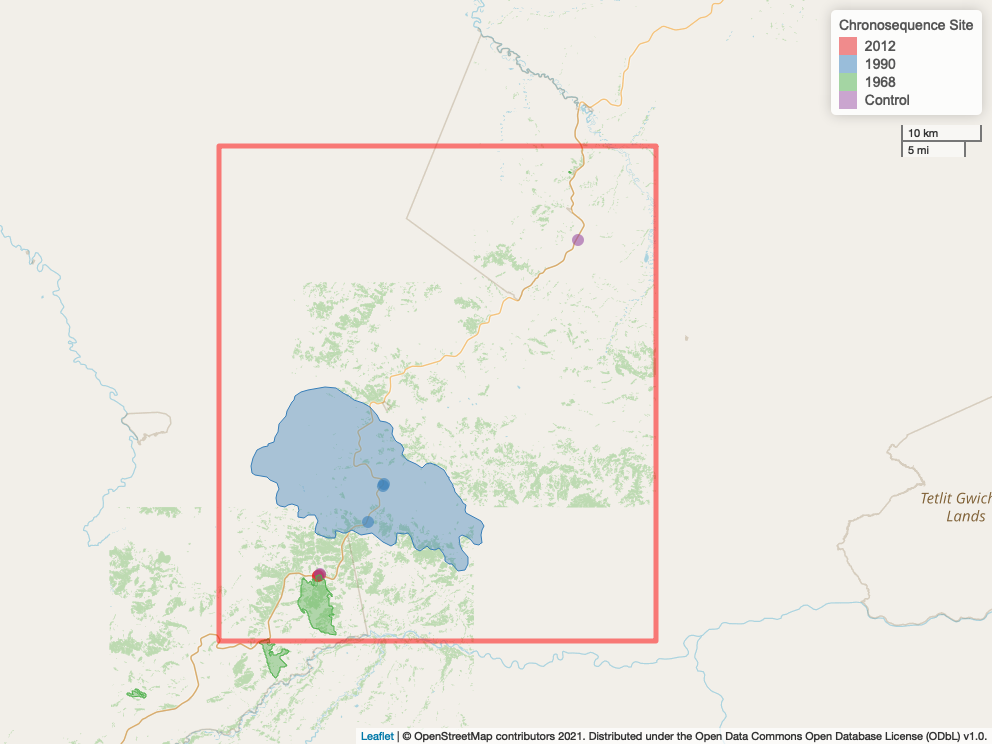 Chronosequence Site
2012
1990
1968
Control
10 km
5 mi
Tetlit Gwich
Lands
Leaflet | © OpenStreetMap contributors 2021. Distributed under the Open Data Commons Open Database License (ODbL) v1.0.